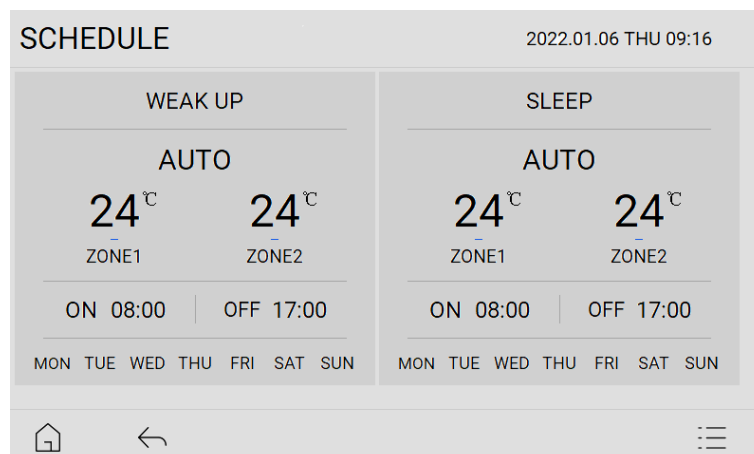 SCHEDULE 2022.01.06 THU 09:16
WEAK UP
AUTO
24℃ 24℃
ZONE1 ZONE2
ON 08:00 OFF 17:00
MON TUE WED THU FRI SAT SUN
SLEEP
AUTO
24℃ 24℃
ZONE1 ZONE2
ON 08:00 OFF 17:00
MON TUE WED THU FRI SAT SUN